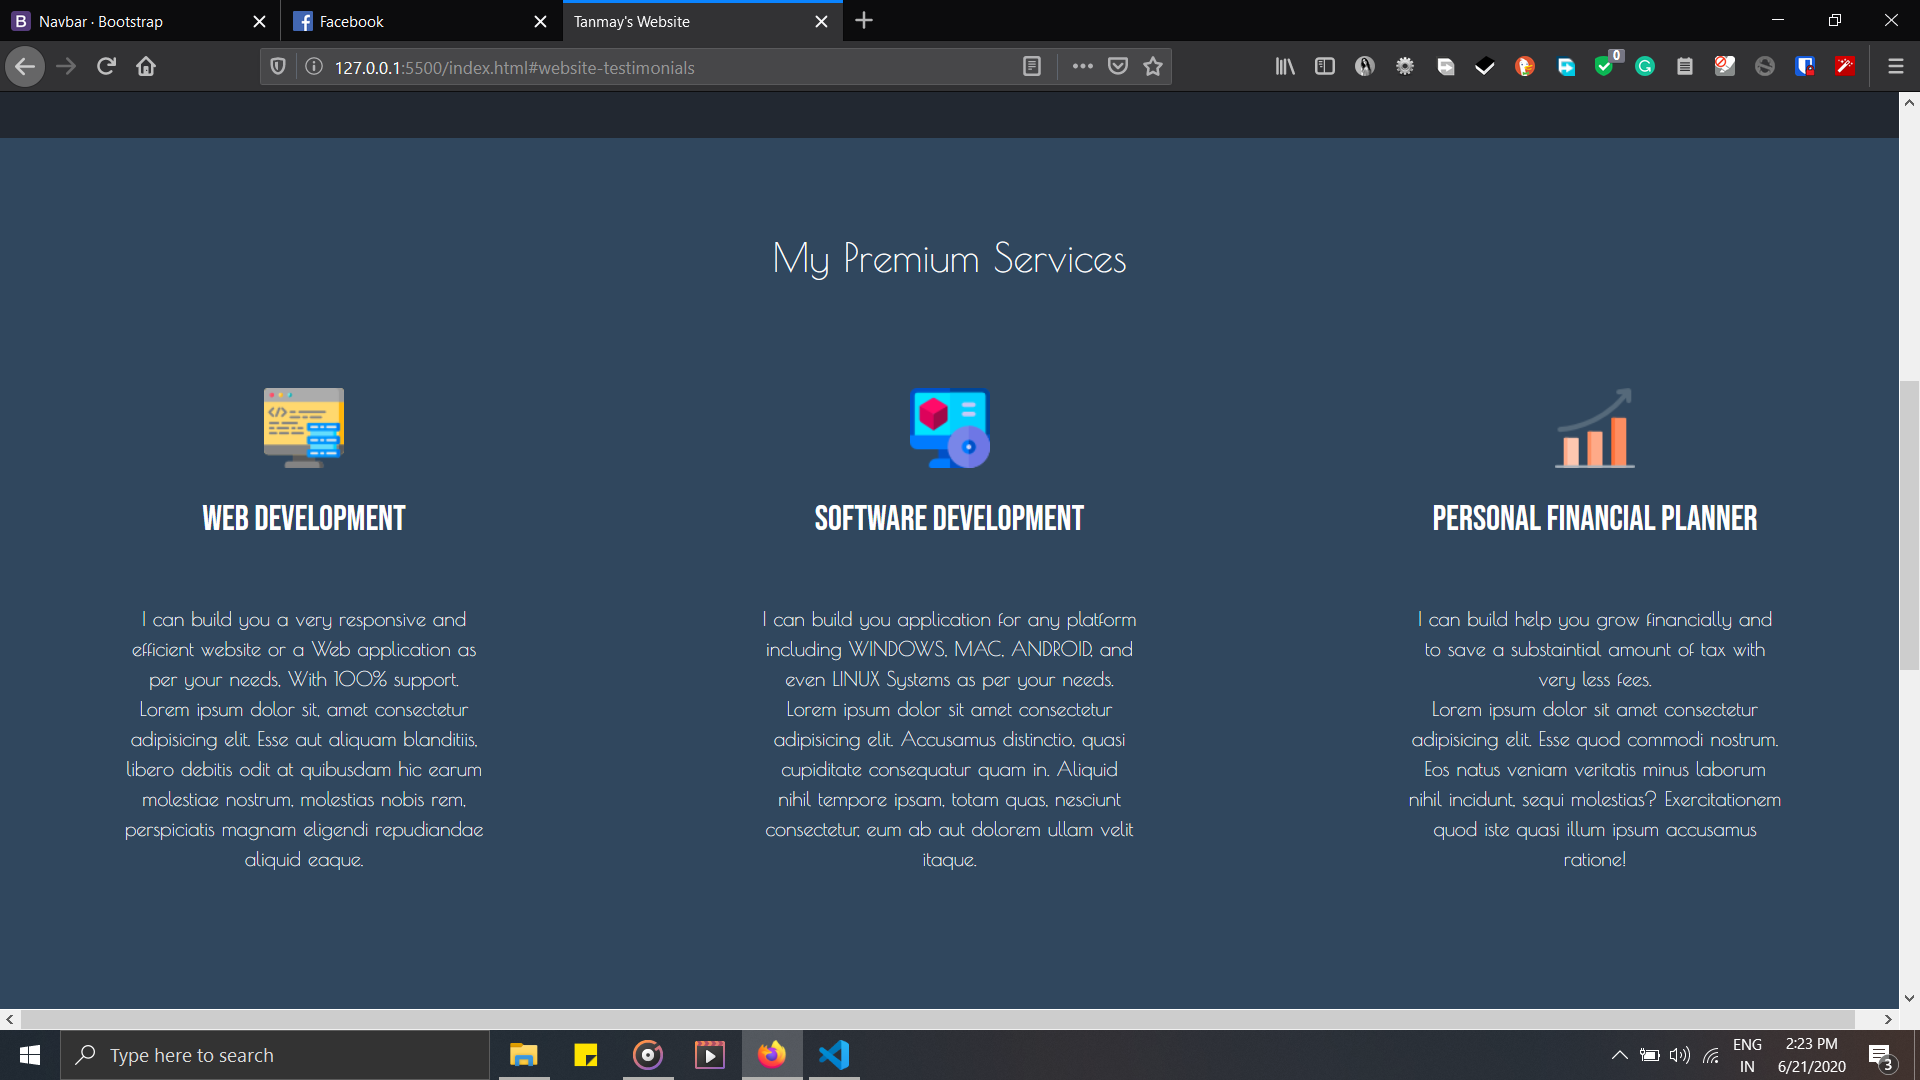 Navbar · Bootstrap
Facebook
Tanmay's Website
127.0.0.1:5500/index.html#website-testimonials
0
My Premium Services
WEB DEVELOPMENT
I can build you a very responsive and
efficient website or a Web application as
per your needs, With 100% support.
Lorem ipsum dolor sit, amet consectetur
adipisicing elit. Esse aut aliquam blanditiis,
libero debitis odit at quibusdam hic earum
molestiae nostrum, molestias nobis rem,
perspiciatis magnam eligendi repudiandae
aliquid eaque.
SOFTWARE DEVELOPMENT
I can build you application for any platform
including WINDOWS, MAC, ANDROID, and
even LINUX Systems as per your needs.
Lorem ipsum dolor sit amet consectetur
adipisicing elit. Accusamus distinctio, quasi
cupiditate consequatur quam in. Aliquid
nihil tempore ipsam, totam quas, nesciunt
consectetur, eum ab aut dolorem ullam velit
itaque.
PERSONAL FINANCIAL PLANNER
I can build help you grow financially and
to save a substaintial amount of tax with
very less fees.
Lorem ipsum dolor sit amet consectetur
adipisicing elit. Esse quod commodi nostrum.
Eos natus veniam veritatis minus laborum
nihil incidunt, sequi molestias? Exercitationem
quod iste quasi illum ipsum accusamus
ratione!
Type here to search
ENG
IN
2:23 PM
6/21/2020
3